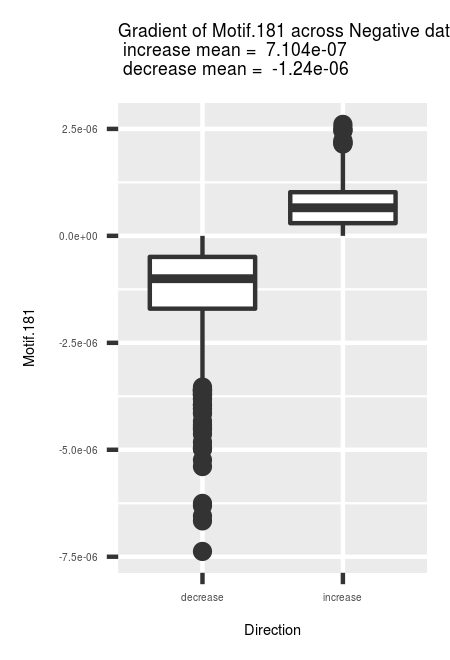 Gradient of Motif.181 across Negative dat
increase mean =  7.104e-07
decrease mean =  -1.24e-06
2.5e-06
0.0e+00
-2.5e-06
-5.0e-06
-7.5e-06
Motif.181
decrease
increase
Direction